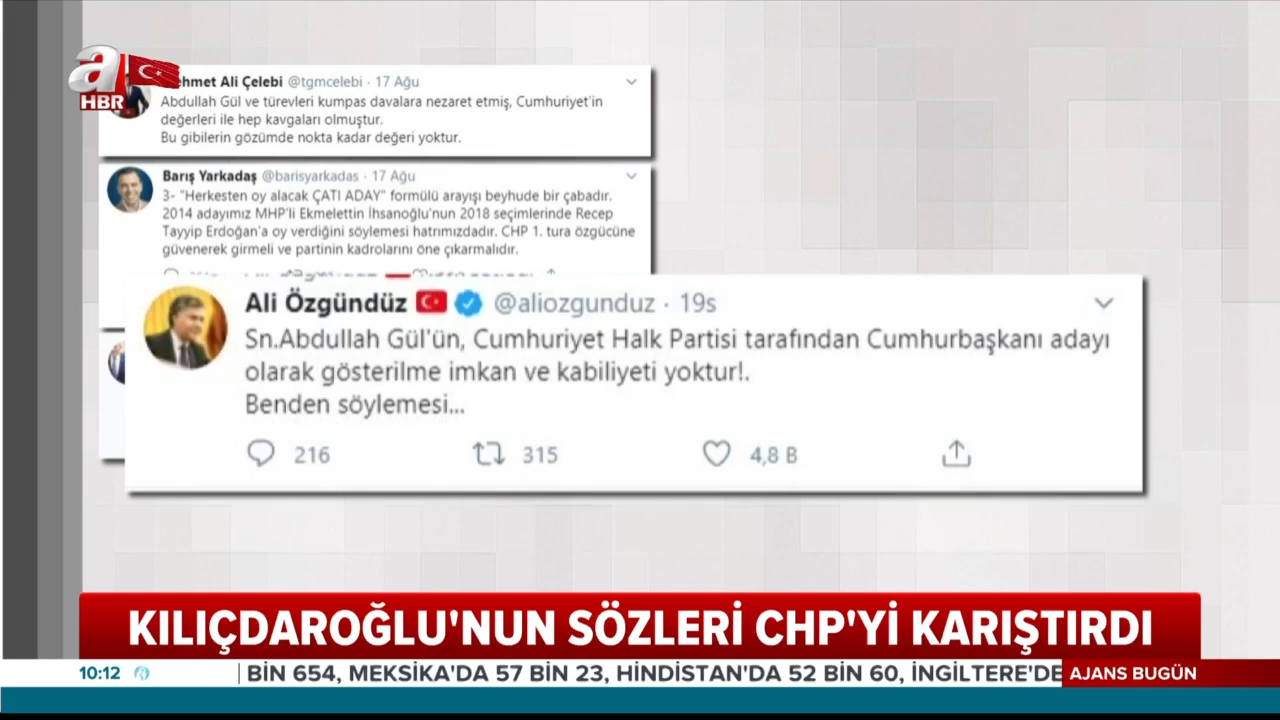 a
HBR
ehmet Ali Çelebi @tgmcelebi · 17 Ağu
Abdullah Gül ve türevleri kumpas davalara nezaret etmiş, Cumhuriyet'in
değerleri ile hep kavgaları olmuştur.
Bu gibilerin gözümde nokta kadar değeri yoktur.
Barış Yarkadaş @barisyarkadas · 17 Ağu
3- "Herkesten oy alacak ÇATI ADAY" formülü arayışı beyhude bir çabadır.
2014 adayımız MHP'li Ekmelettin İhsanoğlu'nun 2018 seçimlerinde Recep
Tayyip Erdoğan'a oy verdiğini söylemesi hatrımızdadır. CHP 1. tura özgücüne
güvenerek girmeli ve partinin kadrolarını öne çıkarmalıdır.
Ali Özgündüz @aliozgunduz · 19s
Sn.Abdullah Gül'ün, Cumhuriyet Halk Partisi tarafından Cumhurbaşkanı adayı
olarak gösterilme imkan ve kabiliyeti yoktur!.
Benden söylemesi...
216 315 4,8 B
KILIÇDAROĞLU'NUN SÖZLERİ CHP'Yİ KARIŞTIRDI
10:12 BİN 654, MEKSİKA'DA 57 BİN 23, HİNDİSTAN'DA 52 BİN 60, İNGİLTERE'DE AJANS BUGÜN